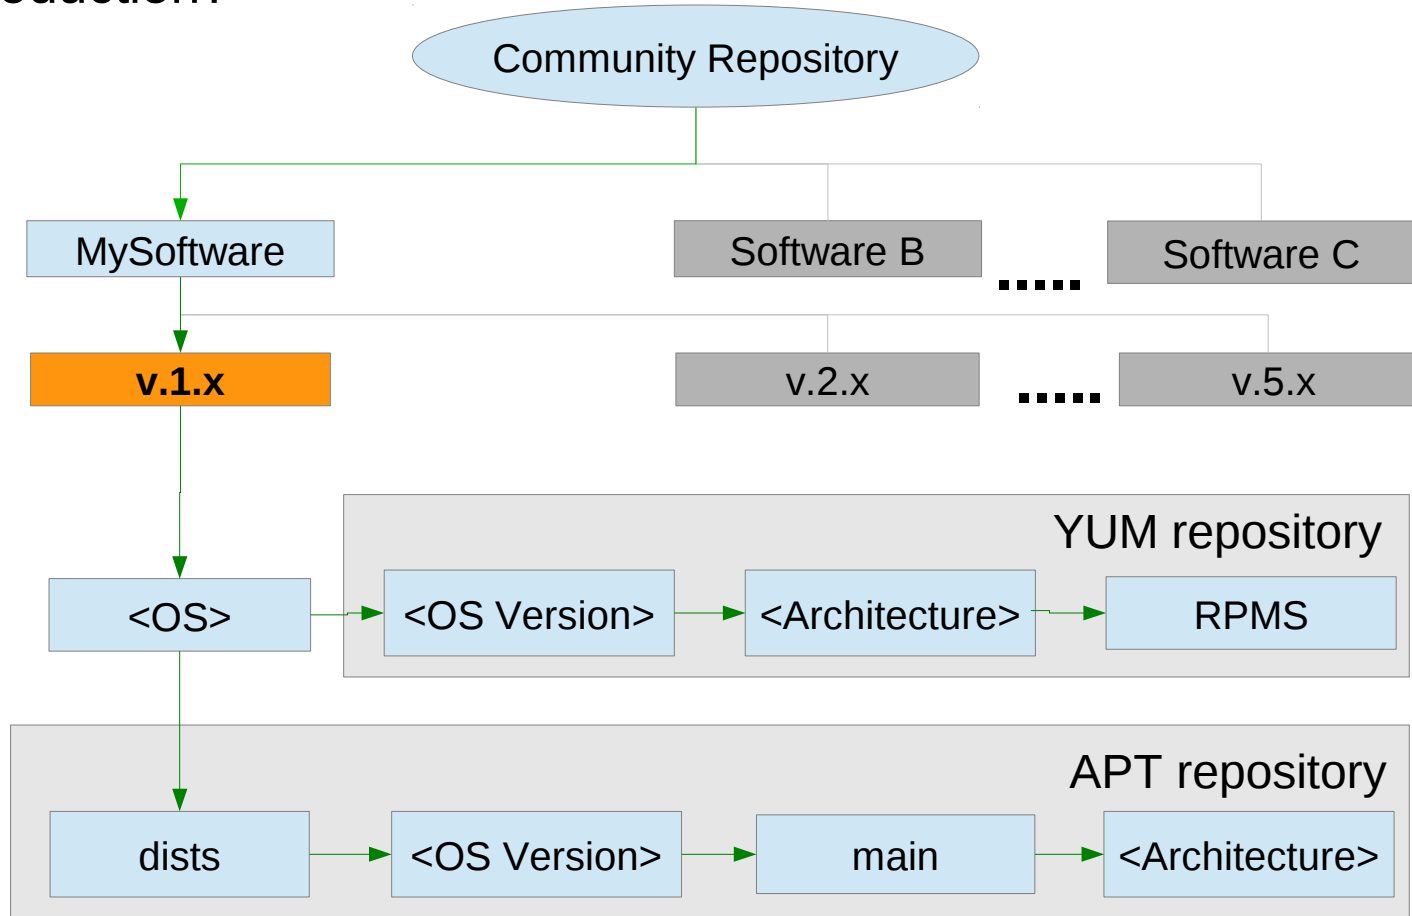 Community Repository
MySoftware
Software B
Software C
v.1.x
v.2.x
v.5.x
YUM repository
<OS>
<OS Version>
<Architecture>
RPMS
APT repository
dists
<OS Version>
main
<Architecture>